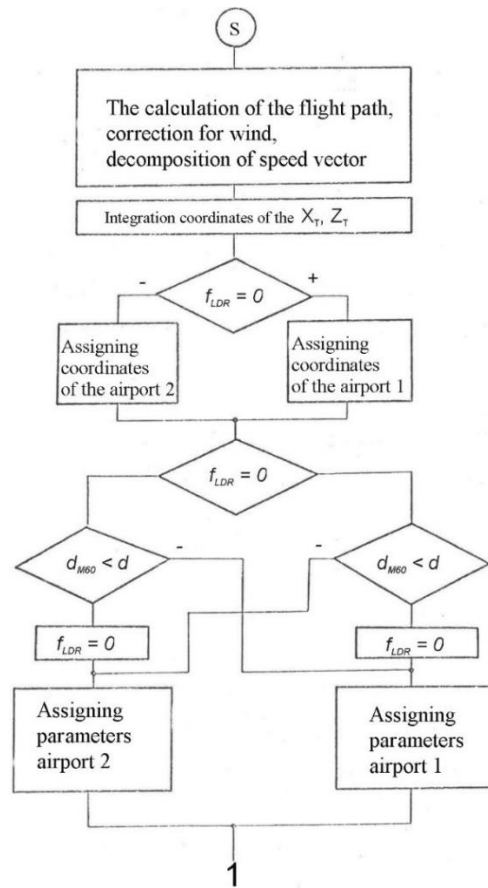 S
The calculation of the flight path,
correction for wind,
decomposition of speed vector
Integration coordinates of the X_T, Z_T
-
+
f_LDR = 0
Assigning
coordinates
of the airport 2
Assigning
coordinates
of the airport 1
f_LDR = 0
d_M60 < d
-
-
d_M60 < d
f_LDR = 0
f_LDR = 0
Assigning
parameters
airport 2
Assigning
parameters
airport 1
1